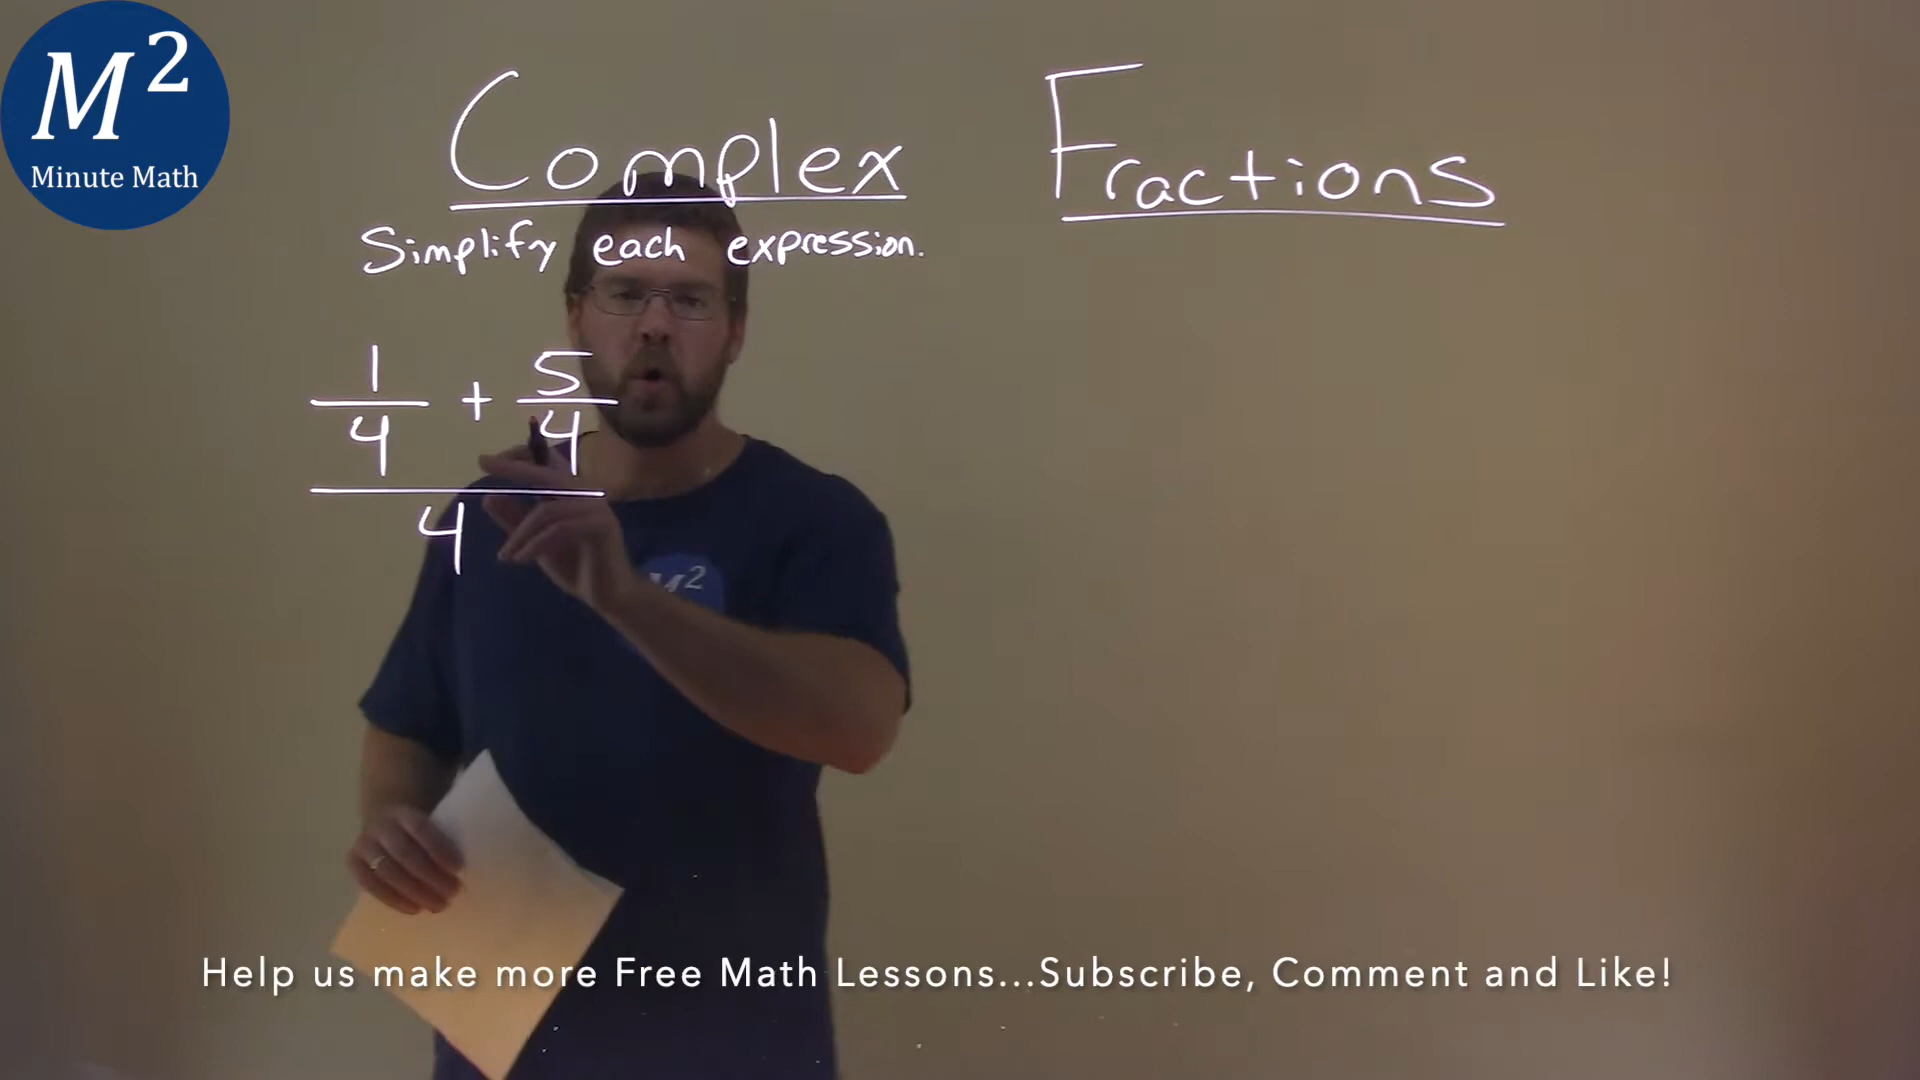 M²
Minute Math
Complex Fractions
Simplify each expression.
1/4 + 5/4
4
M²
Help us make more Free Math Lessons...Subscribe, Comment and Like!